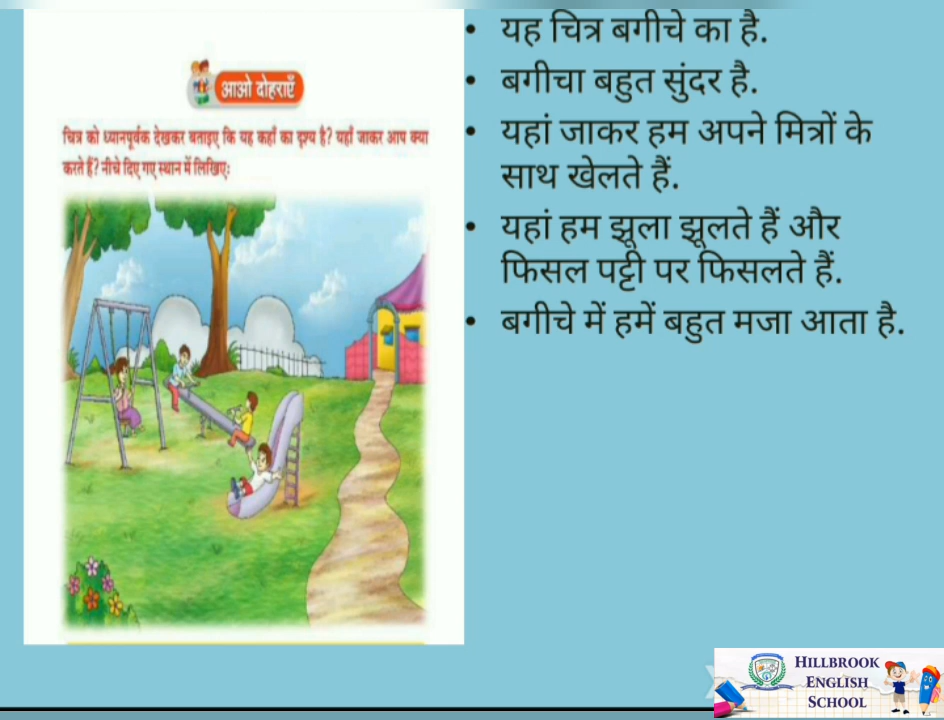 आओ दोहराएँ
चित्र को ध्यानपूर्वक देखकर बताइए कि यह कहाँ का दृश्य है? यहाँ जाकर आप क्या
करते हैं? नीचे दिए गए स्थान में लिखिए:
• यह चित्र बगीचे का है.
• बगीचा बहुत सुंदर है.
• यहां जाकर हम अपने मित्रों के
साथ खेलते हैं.
• यहां हम झूला झूलते हैं और
फिसल पट्टी पर फिसलते हैं.
• बगीचे में हमें बहुत मजा आता है.
HILLBROOK
ENGLISH
SCHOOL